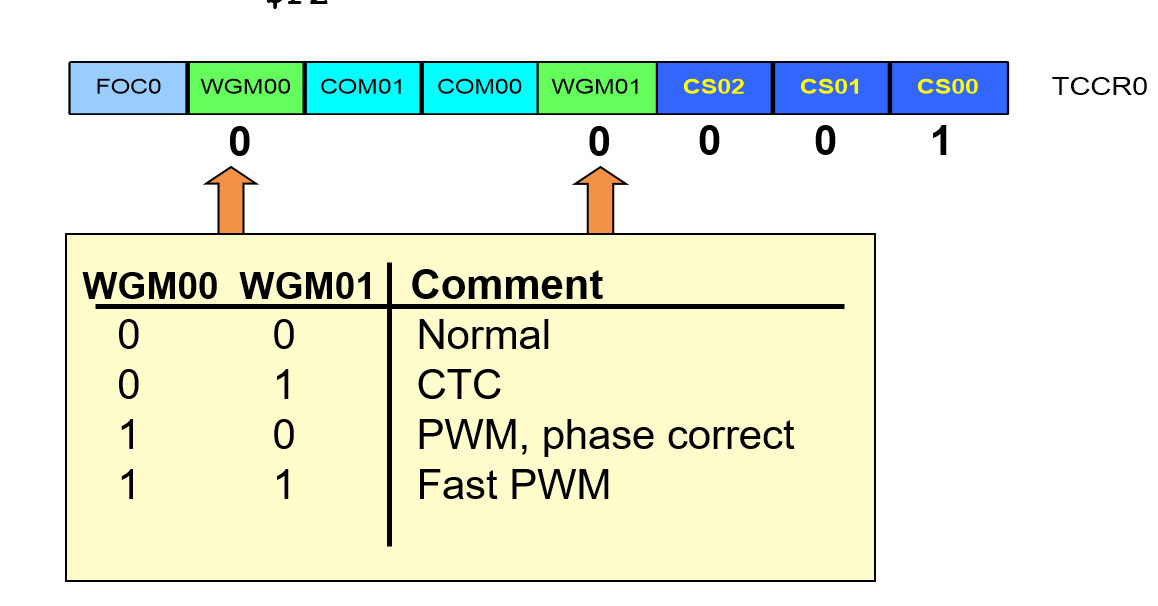 FOC0 WGM00 COM01 COM00 WGM01 CS02 CS01 CS00 TCCR0
0 0 0 0 1
WGM00 WGM01 Comment
0 0 Normal
0 1 CTC
1 0 PWM, phase correct
1 1 Fast PWM